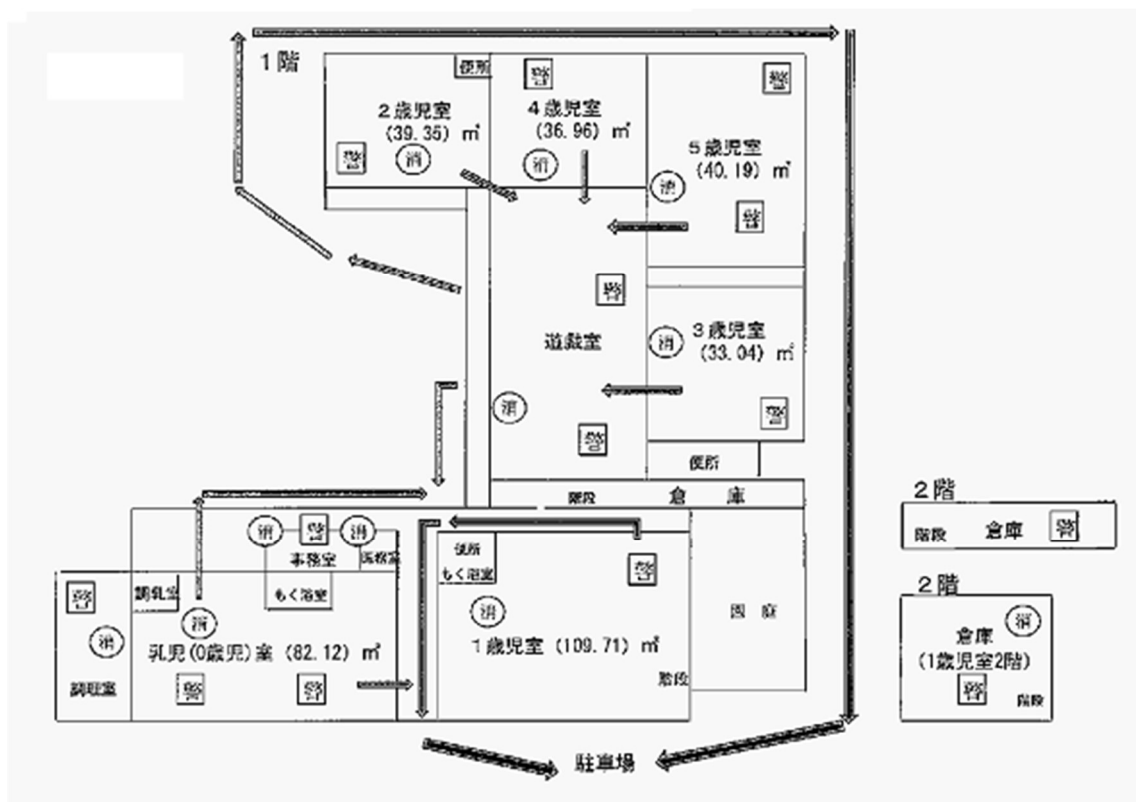 1階
便所
警
警
2歳児室
(39.35) ㎡
警
消
4歳児室
(36.96) ㎡
消
5歳児室
(40.19) ㎡
消
警
警
遊戯室
消
3歳児室
(33.04) ㎡
消
警
警
便所
階段 倉庫
2階
階段 倉庫 警
消 警 消
事務室 医務室
便所
もく浴室
警
警
調乳室
もく浴室
消
消
消
園庭
乳児(0歳児)室 (82.12) ㎡
1歳児室 (109.71) ㎡
調理室
警
警
階段
2階
消
倉庫
(1歳児室2階)
警
階段
駐車場